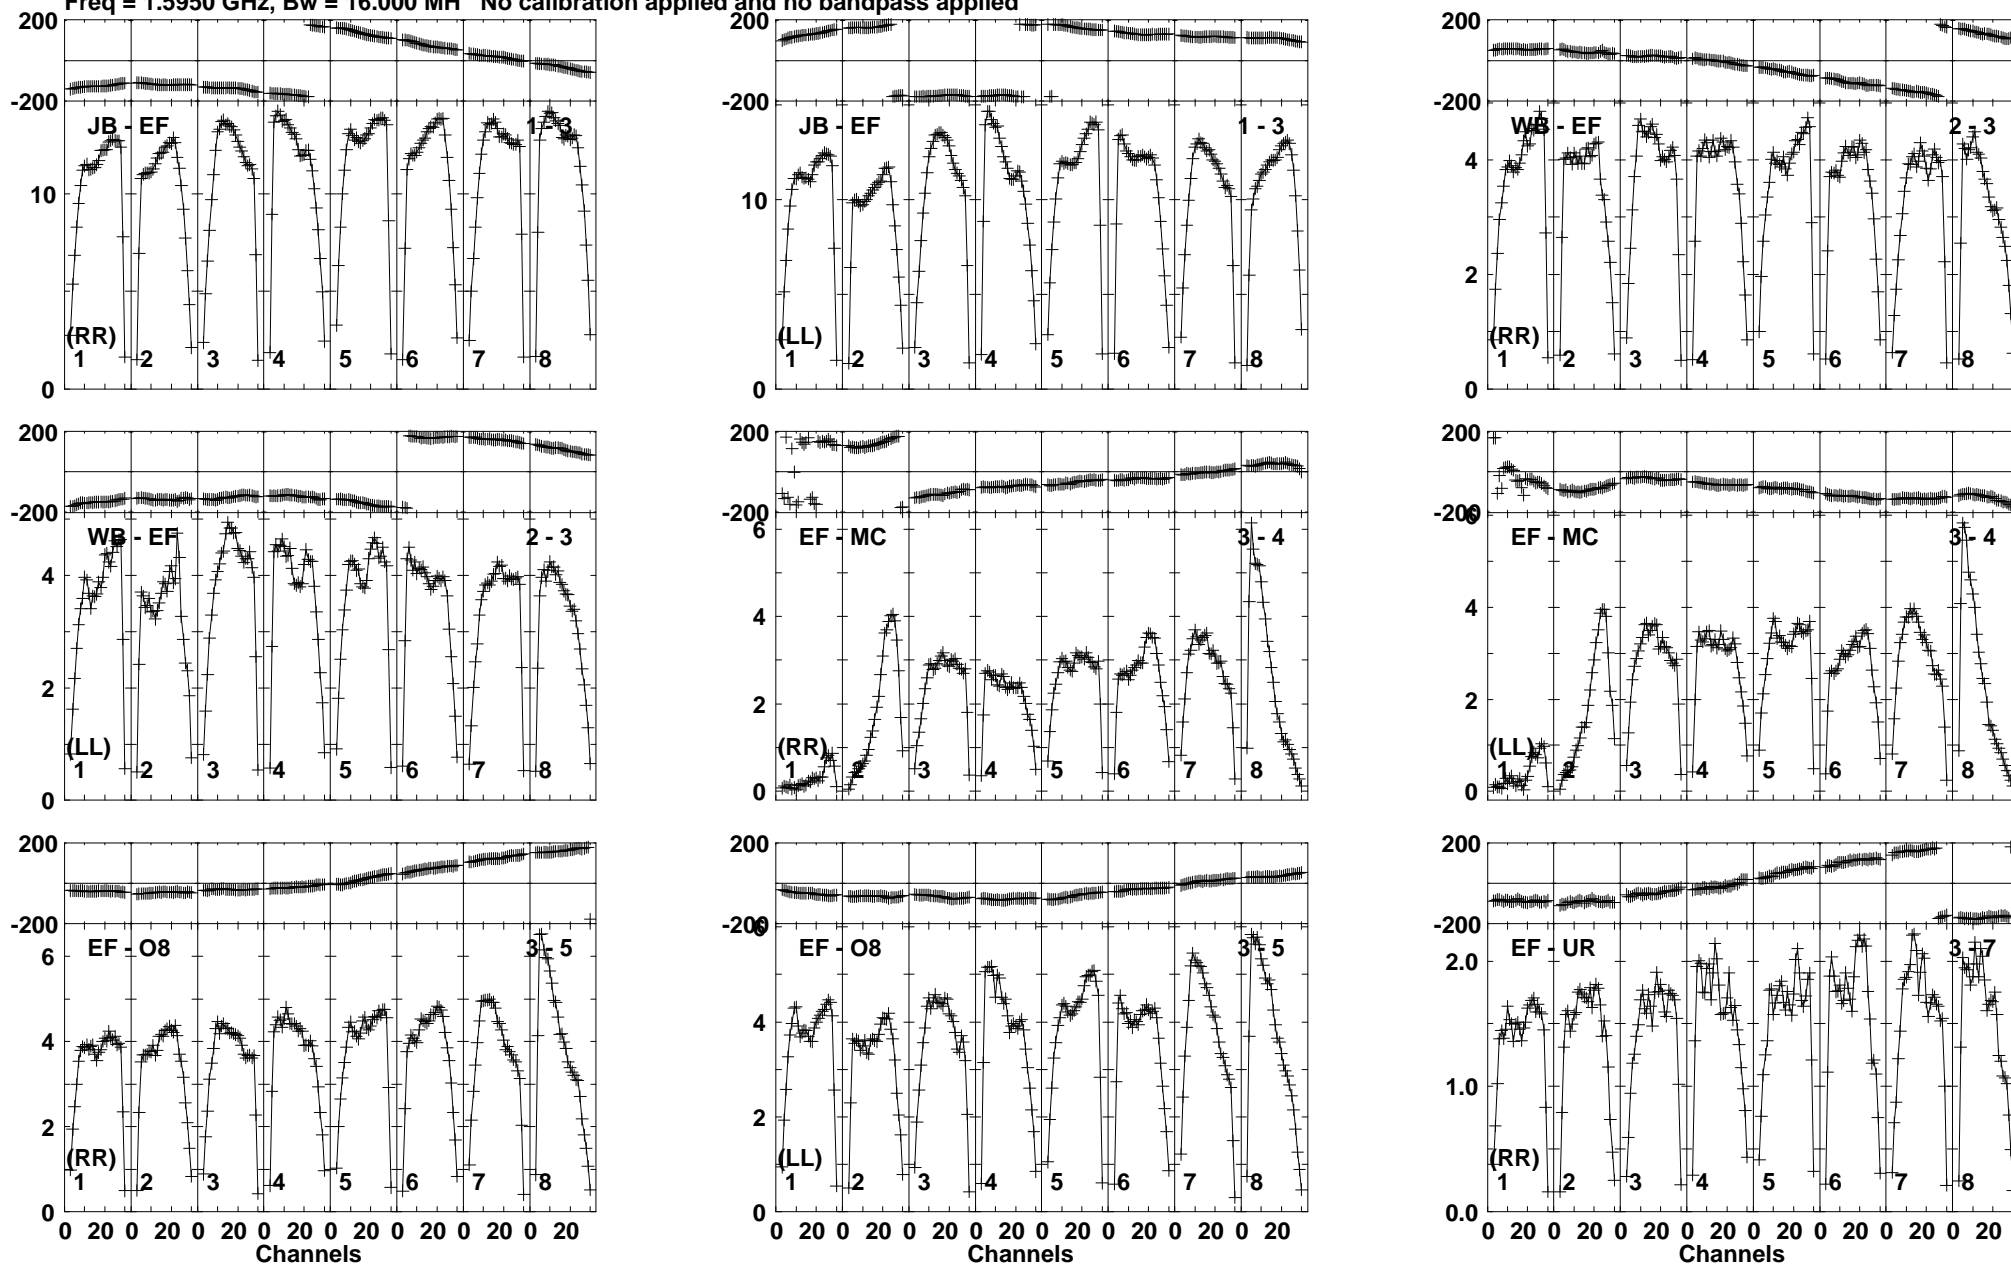 Freq = 1.5950 GHz, Bw = 16.000 MH No calibration applied and no bandpass applied
200 200 200
-200 -200 -200
JB - EF 1 - 3 JB - EF 1 - 3 WB - EF 2 - 3
4
10 10
2
(RR) (LL) (RR)
1 2 3 4 5 6 7 8 1 2 3 4 5 6 7 8 1 2 3 4 5 6 7 8
0 0 0
200 200 200
-200 -200 -200
6 6
WB - EF 2 - 3 EF - MC 3 - 4 EF - MC 3 - 4
4 4 4
2 2 2
(LL) (RR) (LL)
1 2 3 4 5 6 7 8 1 2 3 4 5 6 7 8 1 2 3 4 5 6 7 8
0 0 0
200 200 200
-200 -200 -200
6 6
EF - O8 3 - 5 EF - O8 3 - 5 EF - UR 3 - 7
2.0
4 4
1.0
2 2
(RR) (LL) (RR)
1 2 3 4 5 6 7 8 1 2 3 4 5 6 7 8 1 2 3 4 5 6 7 8
0 0 0.0
0 20 0 20 0 20 0 20 0 20 0 20 0 20 0 20 0 20 0 20 0 20 0 20 0 20 0 20 0 20 0 20 0 20 0 20 0 20 0 20 0 20 0 20 0 20 0 20
Channels Channels Channels